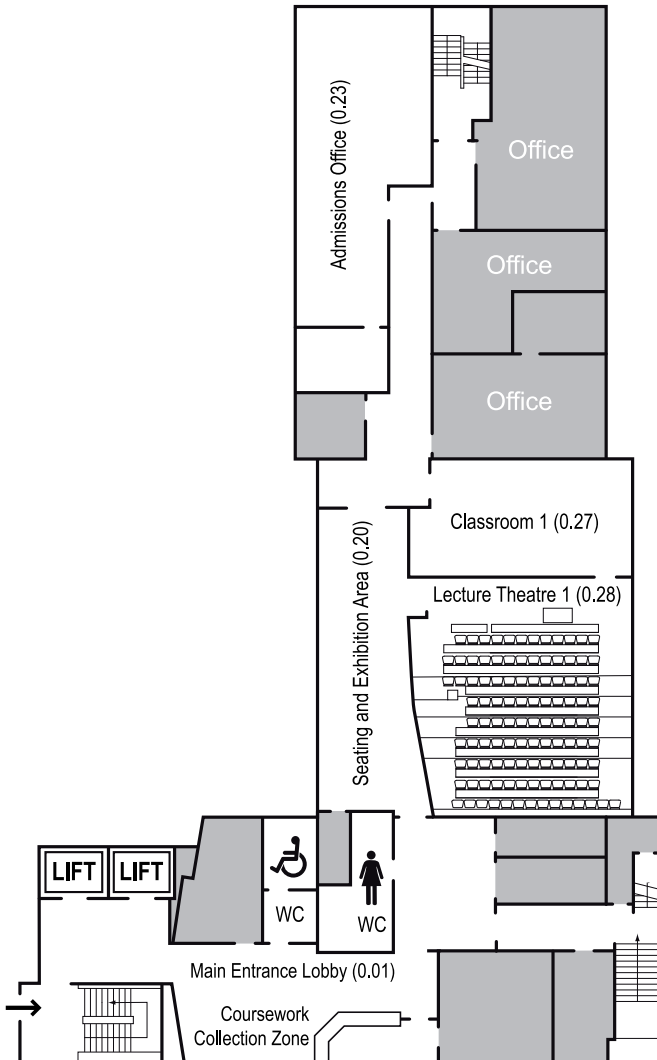 Admissions Office (0.23)
Office
Office
Office
Classroom 1 (0.27)
Seating and Exhibition Area (0.20)
Lecture Theatre 1 (0.28)
LIFT
LIFT
WC
WC
Main Entrance Lobby (0.01)
Coursework
Collection Zone